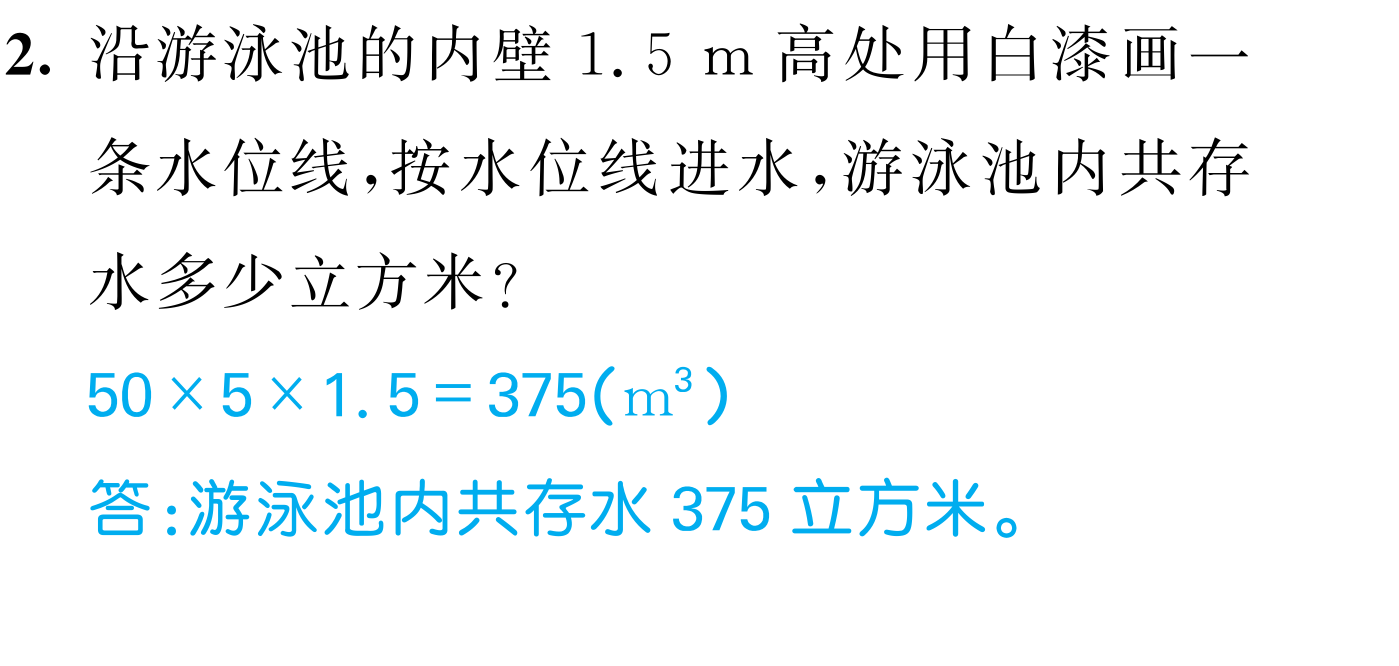 2. 沿游泳池的内壁 1.5 m 高处用白漆画一
条水位线,按水位线进水,游泳池内共存
水多少立方米?
50×5×1.5=375(m³)
答:游泳池内共存水 375 立方米。